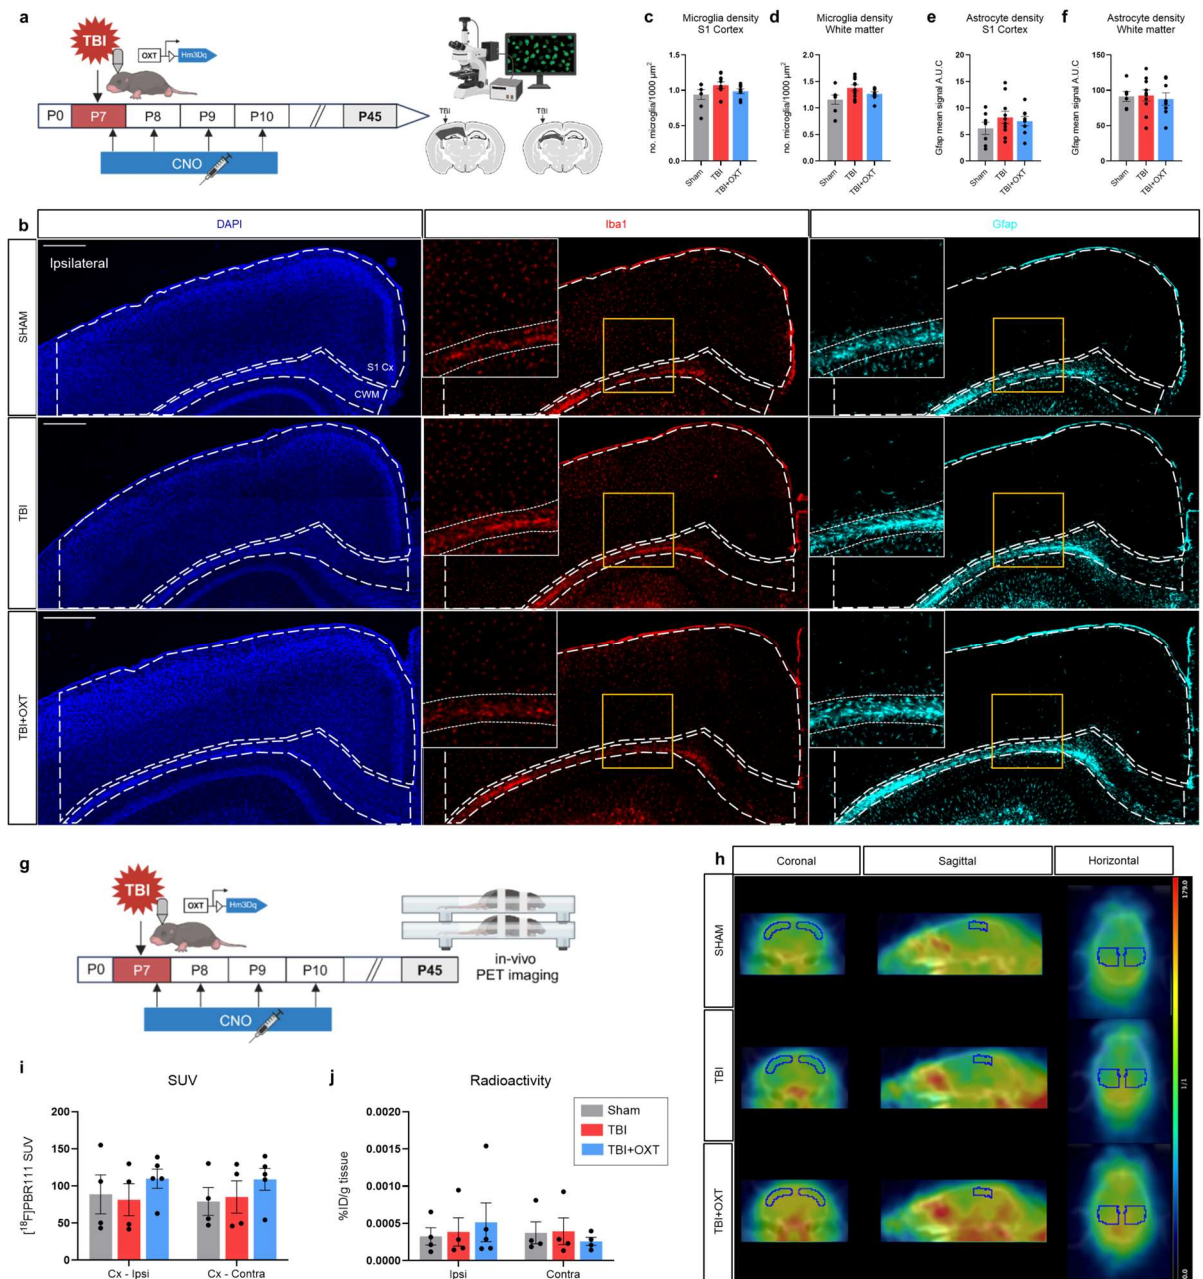 a
TBI
OXT
Hm3Dq
P0
P7
P8
P9
P10
//
P45
CNO
TBI
TBI
c
Microglia density
S1 Cortex
no. microglia/1000 µm²
1.5
1.0
0.5
0.0
Sham
TBI
TBI+OXT
d
Microglia density
White matter
no. microglia/1000 µm²
2.0
1.5
1.0
0.5
0.0
Sham
TBI
TBI+OXT
e
Astrocyte density
S1 Cortex
Gfap mean signal A.U.C
20
15
10
5
0
Sham
TBI
TBI+OXT
f
Astrocyte density
White matter
Gfap mean signal A.U.C
150
100
50
0
Sham
TBI
TBI+OXT
b
DAPI
Iba1
Gfap
SHAM
Ipsilateral
S1 Cx
CWM
TBI
TBI+OXT
g
TBI
OXT
Hm3Dq
P0
P7
P8
P9
P10
//
P45
CNO
in-vivo
PET imaging
h
Coronal
Sagittal
Horizontal
SHAM
TBI
TBI+OXT
179.0
1 / 1
i
SUV
[¹⁸F]PBR111 SUV
200
150
100
50
0
Cx - Ipsi
Cx - Contra
j
Radioactivity
%ID/g tissue
0.0020
0.0015
0.0010
0.0005
0.0000
Ipsi
Contra
Sham
TBI
TBI+OXT